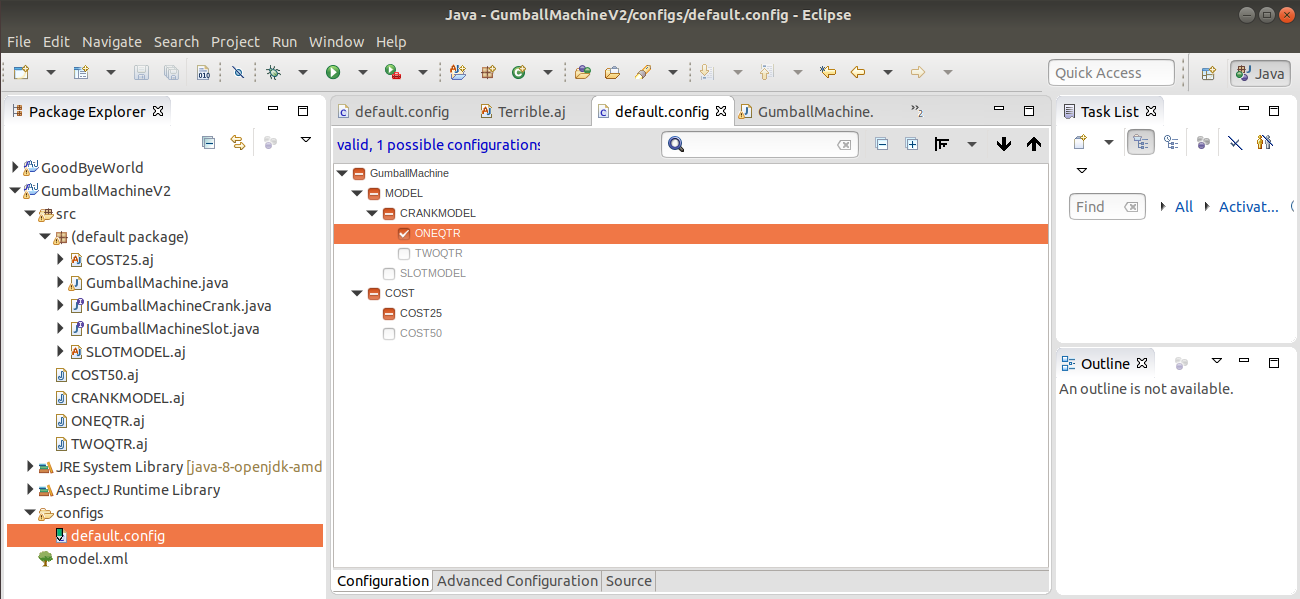 Java - GumballMachineV2/configs/default.config - Eclipse
File Edit Navigate Search Project Run Window Help
Quick Access
Java
Package Explorer
GoodByeWorld
GumballMachineV2
src
(default package)
COST25.aj
GumballMachine.java
IGumballMachineCrank.java
IGumballMachineSlot.java
SLOTMODEL.aj
COST50.aj
CRANKMODEL.aj
ONEQTR.aj
TWOQTR.aj
JRE System Library [java-8-openjdk-amd
AspectJ Runtime Library
configs
default.config
model.xml
default.config Terrible.aj default.config GumballMachine. »2
valid, 1 possible configurations
GumballMachine
MODEL
CRANKMODEL
ONEQTR
TWOQTR
SLOTMODEL
COST
COST25
COST50
Configuration Advanced Configuration Source
Task List
Find All Activat...
Outline
An outline is not available.